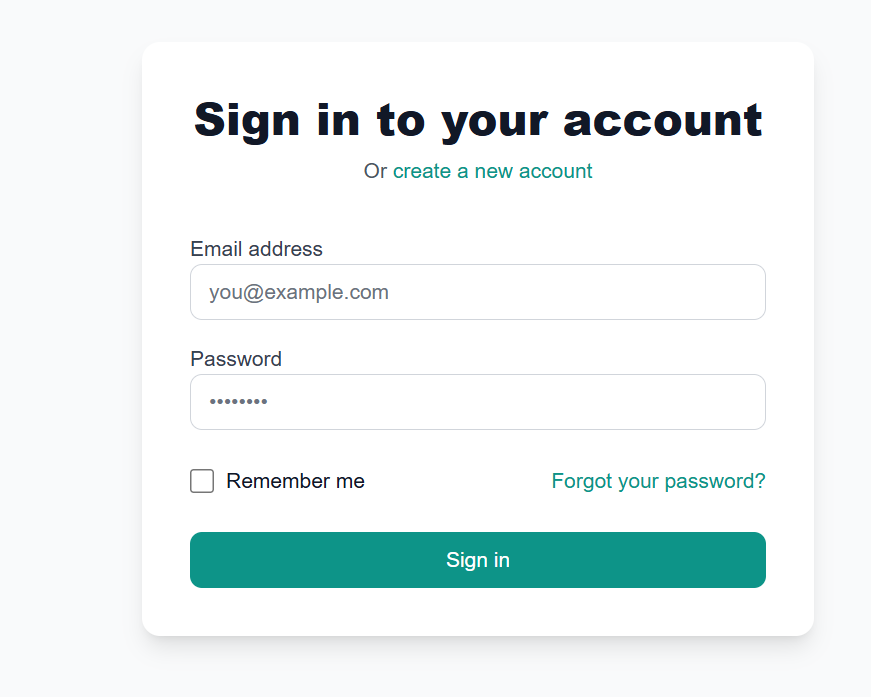 Sign in to your account
Or create a new account
Email address
you@example.com
Password
••••••••
Remember me
Forgot your password?
Sign in